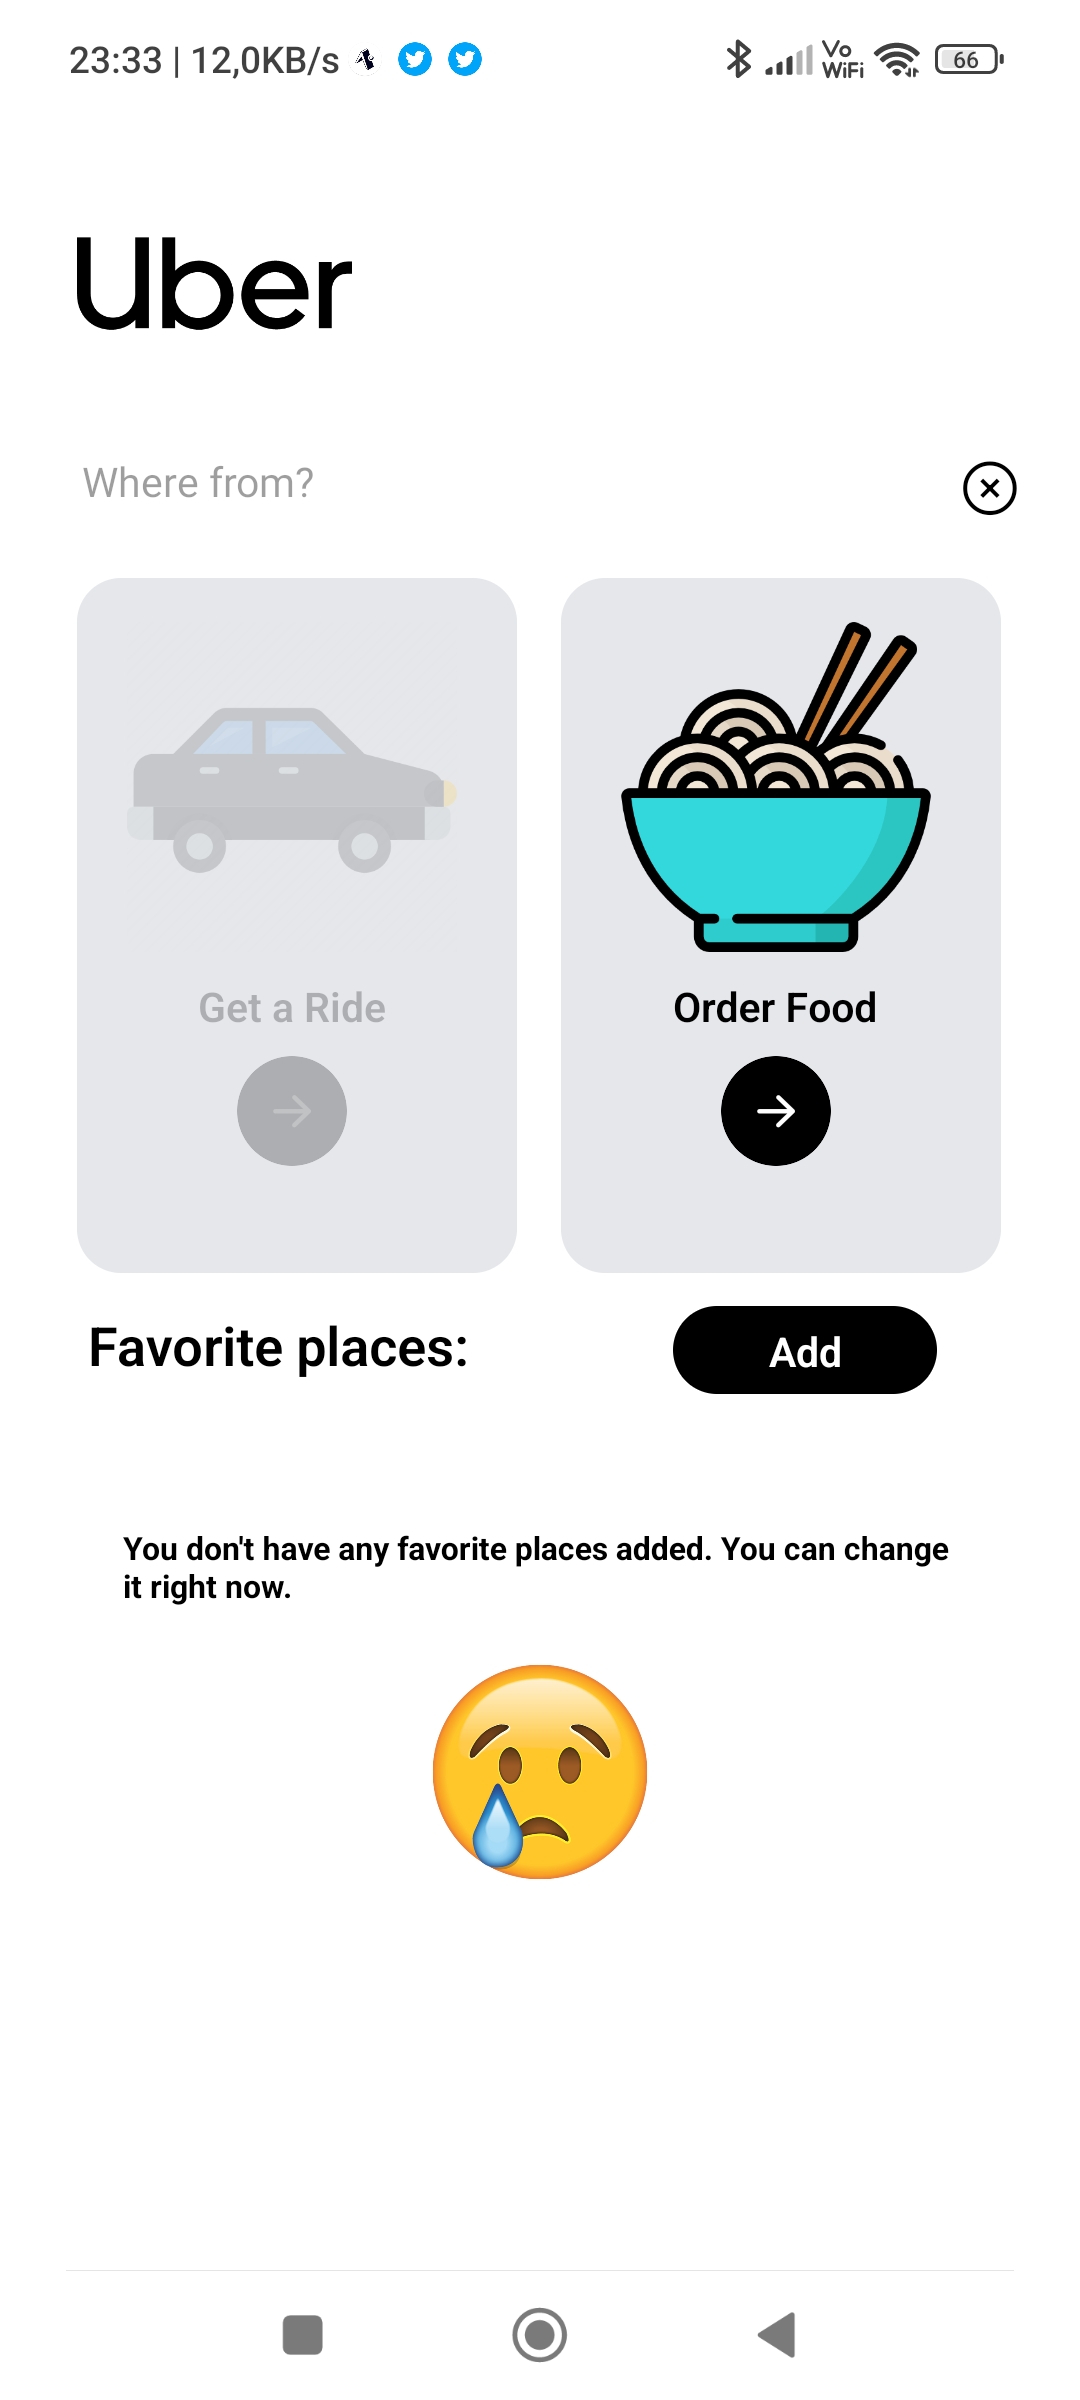 23:33 | 12,0KB/s
Vo
WiFi
66
Uber
Where from?
Get a Ride
Order Food
Favorite places:
Add
You don't have any favorite places added. You can change
it right now.